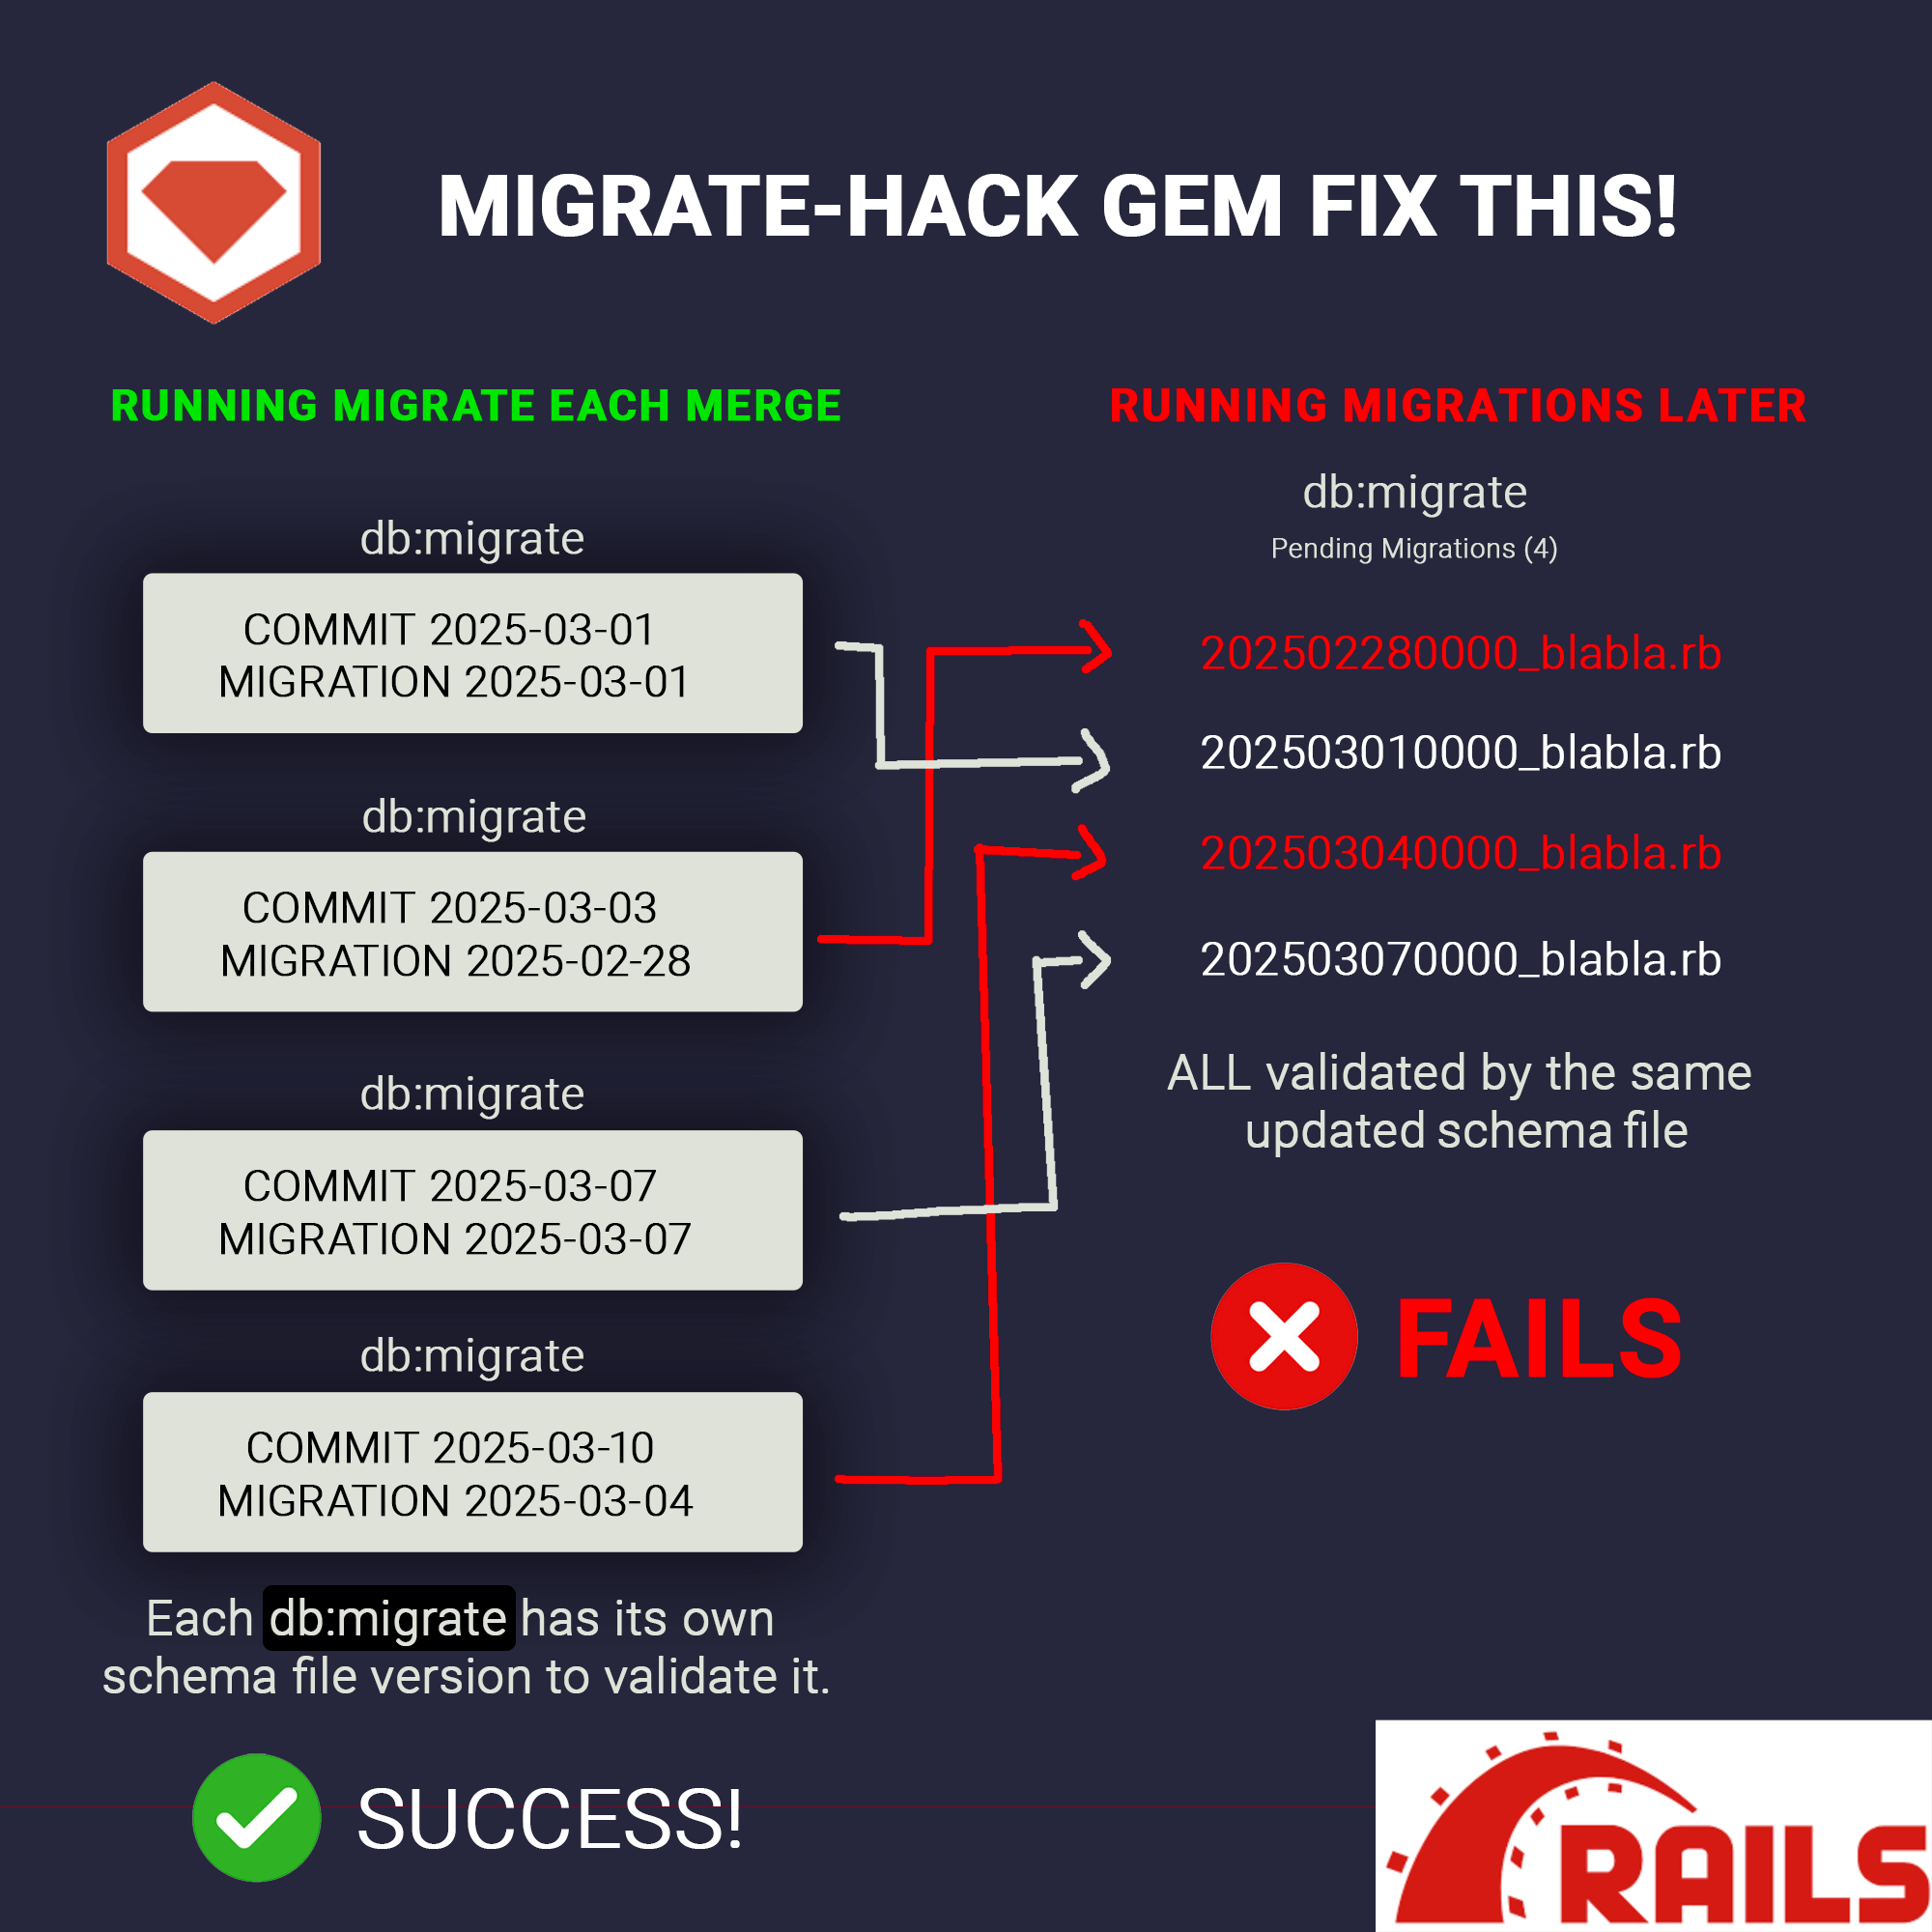 MIGRATE-HACK GEM FIX THIS!
RUNNING MIGRATE EACH MERGE
db:migrate
COMMIT 2025-03-01
MIGRATION 2025-03-01
db:migrate
COMMIT 2025-03-03
MIGRATION 2025-02-28
db:migrate
COMMIT 2025-03-07
MIGRATION 2025-03-07
db:migrate
COMMIT 2025-03-10
MIGRATION 2025-03-04
Each db:migrate has its own
schema file version to validate it.
SUCCESS!
RUNNING MIGRATIONS LATER
db:migrate
Pending Migrations (4)
202502280000_blabla.rb
202503010000_blabla.rb
202503040000_blabla.rb
202503070000_blabla.rb
ALL validated by the same
updated schema file
FAILS
RAILS